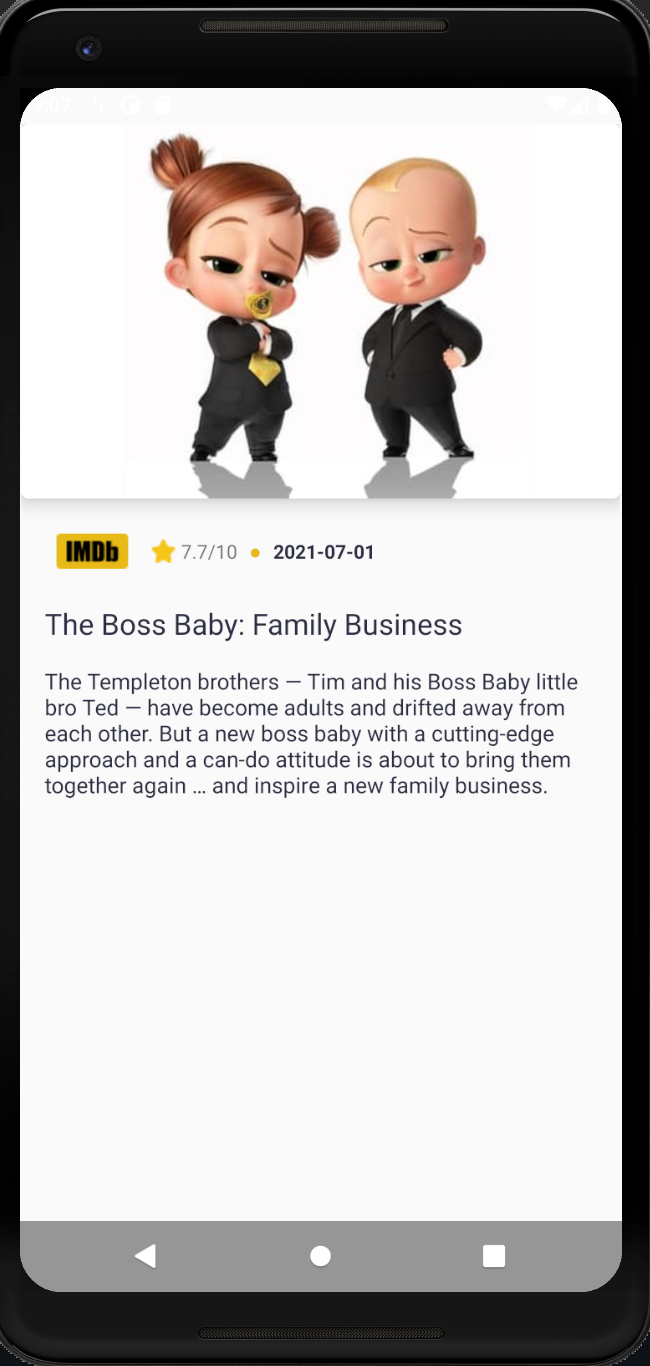 IMDb 7.7/10 2021-07-01
The Boss Baby: Family Business
The Templeton brothers — Tim and his Boss Baby little
bro Ted — have become adults and drifted away from
each other. But a new boss baby with a cutting-edge
approach and a can-do attitude is about to bring them
together again … and inspire a new family business.